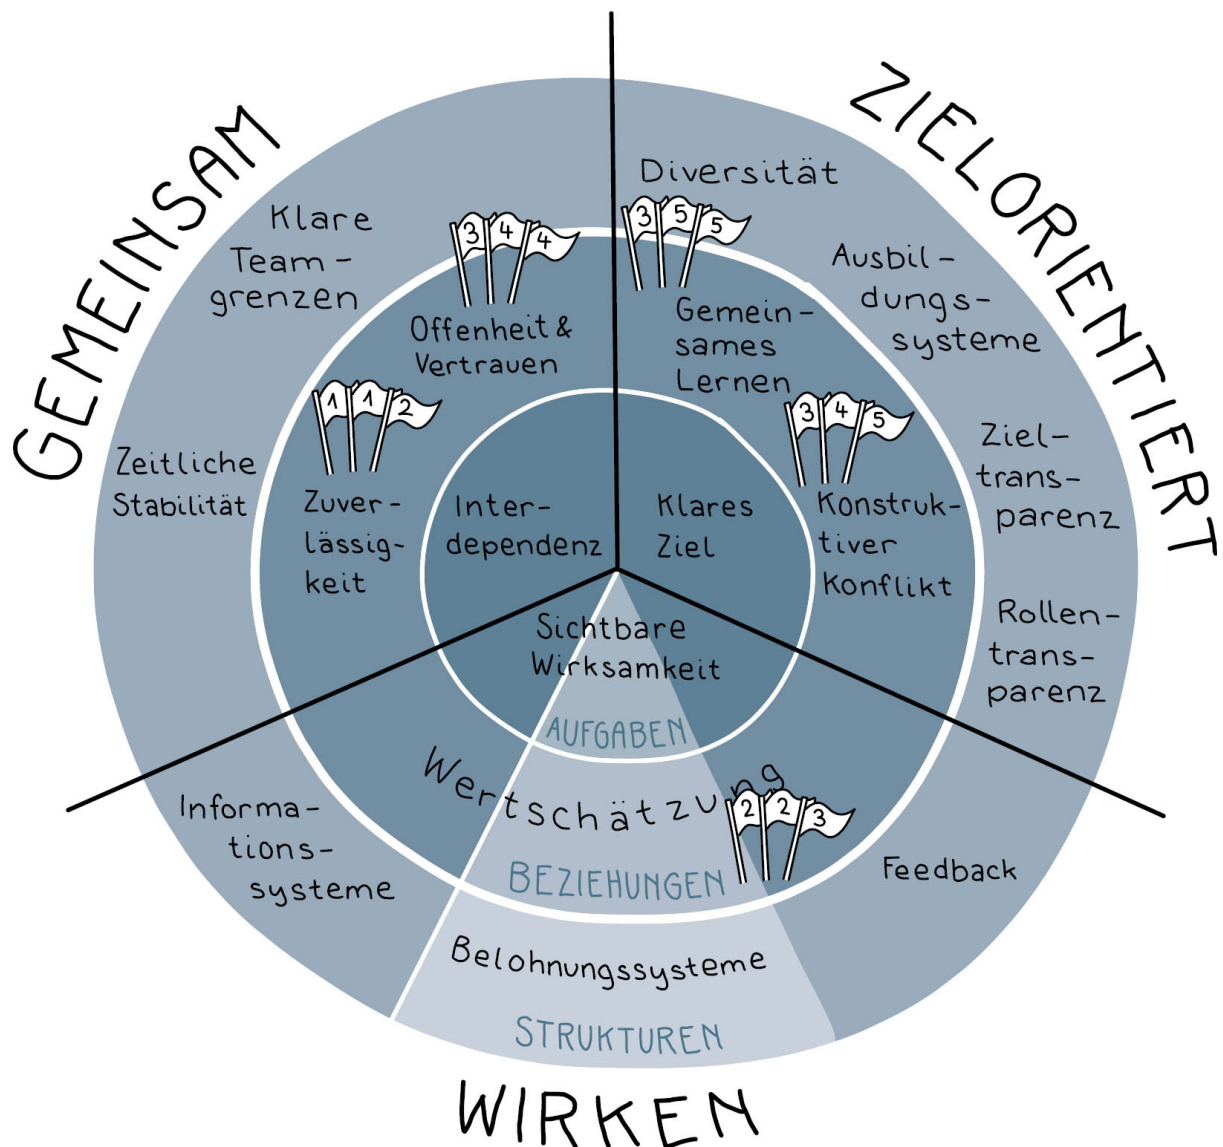 GEMEINSAM
ZIELORIENTIERT
WIRKEN
Klare
Team-
grenzen
Zeitliche
Stabilität
3 4 4
Offenheit &
Vertrauen
1 1 2
Zuver-
lässig-
keit
Inter-
dependenz
Diversität
3 5 5
Ausbil-
dungs-
systeme
Gemein-
sames
Lernen
3 4 5
Konstruk-
tiver
Konflikt
Klares
Ziel
Ziel-
trans-
parenz
Rollen-
trans-
parenz
Sichtbare
Wirksamkeit
AUFGABEN
Wertschätzung
2 2 3
BEZIEHUNGEN
Informa-
tions-
systeme
Feedback
Belohnungssysteme
STRUKTUREN